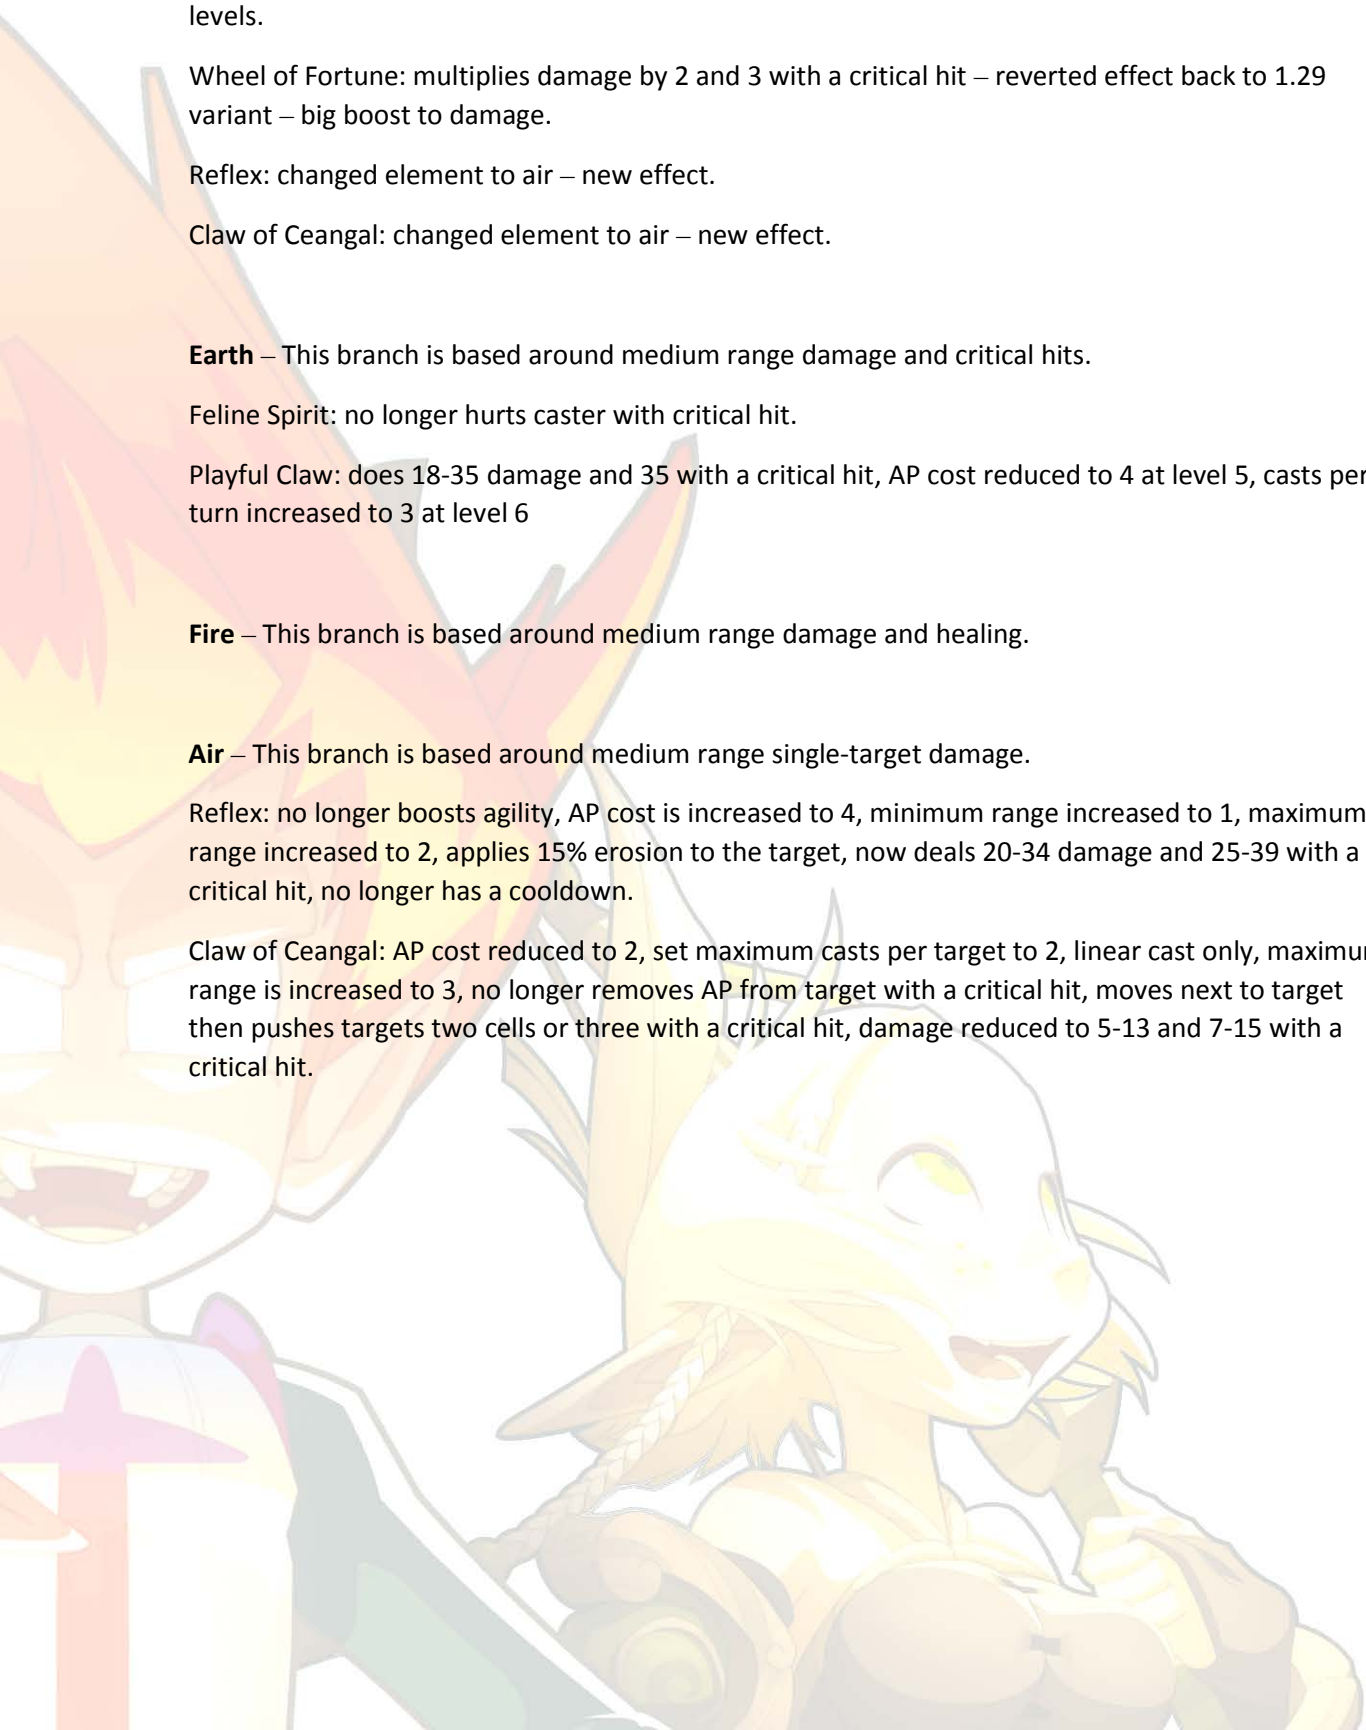 levels.
Wheel of Fortune: multiplies damage by 2 and 3 with a critical hit – reverted effect back to 1.29
variant – big boost to damage.
Reflex: changed element to air – new effect.
Claw of Ceangal: changed element to air – new effect.
Earth – This branch is based around medium range damage and critical hits.
Feline Spirit: no longer hurts caster with critical hit.
Playful Claw: does 18-35 damage and 35 with a critical hit, AP cost reduced to 4 at level 5, casts per
turn increased to 3 at level 6
Fire – This branch is based around medium range damage and healing.
Air – This branch is based around medium range single-target damage.
Reflex: no longer boosts agility, AP cost is increased to 4, minimum range increased to 1, maximum
range increased to 2, applies 15% erosion to the target, now deals 20-34 damage and 25-39 with a
critical hit, no longer has a cooldown.
Claw of Ceangal: AP cost reduced to 2, set maximum casts per target to 2, linear cast only, maximum
range is increased to 3, no longer removes AP from target with a critical hit, moves next to target
then pushes targets two cells or three with a critical hit, damage reduced to 5-13 and 7-15 with a
critical hit.